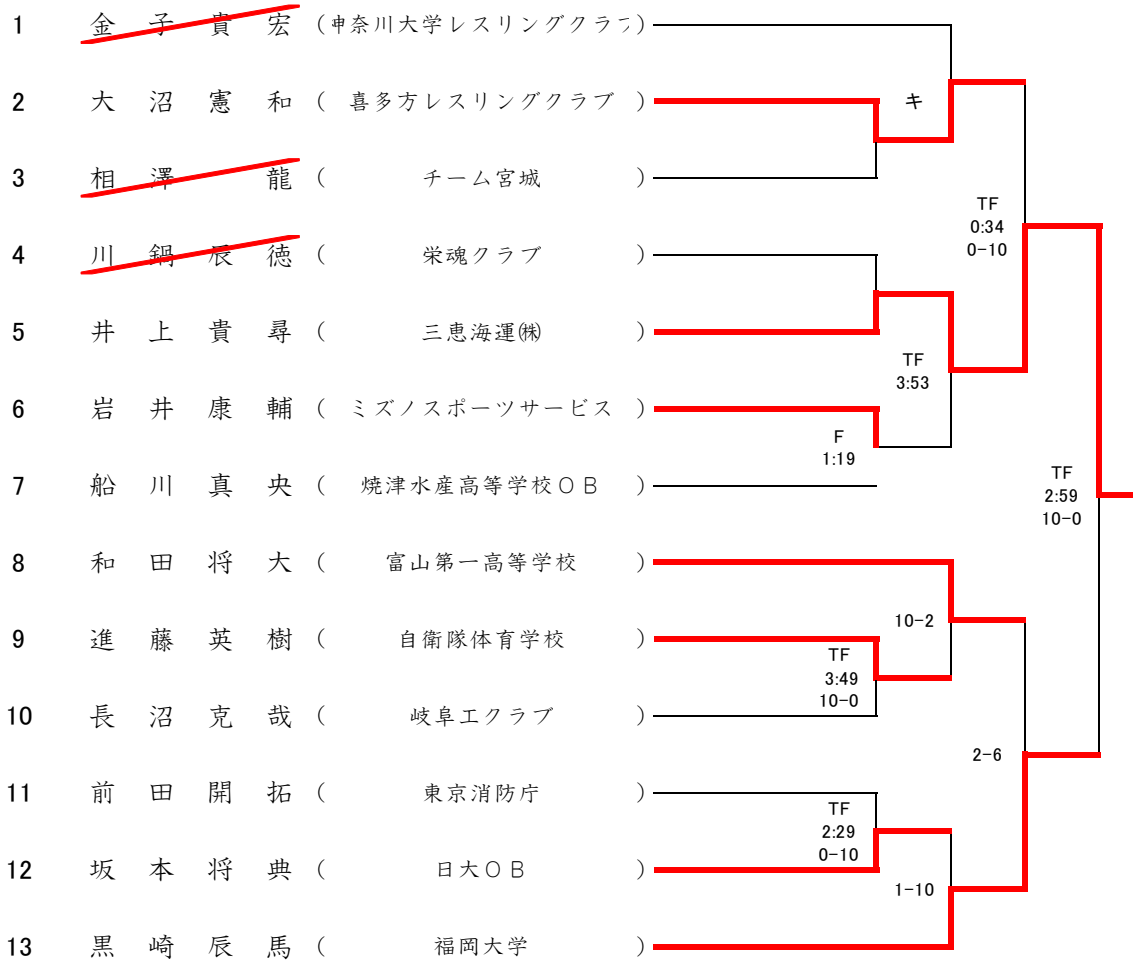 1 金子貴宏 (神奈川大学レスリングクラブ)
2 大沼憲和 ( 喜多方レスリングクラブ )
キ
3 相澤 龍 ( チーム宮城 )
TF
0:34
0-10
4 川鍋辰徳 ( 栄魂クラブ )
5 井上貴尋 ( 三恵海運㈱ )
TF
3:53
6 岩井康輔 ( ミズノスポーツサービス )
F
1:19
7 船川真央 ( 焼津水産高等学校ＯＢ )
TF
2:59
10-0
8 和田将大 ( 富山第一高等学校 )
10-2
9 進藤英樹 ( 自衛隊体育学校 )
TF
3:49
10-0
10 長沼克哉 ( 岐阜工クラブ )
2-6
11 前田開拓 ( 東京消防庁 )
TF
2:29
0-10
12 坂本将典 ( 日大ＯＢ )
1-10
13 黒崎辰馬 ( 福岡大学 )